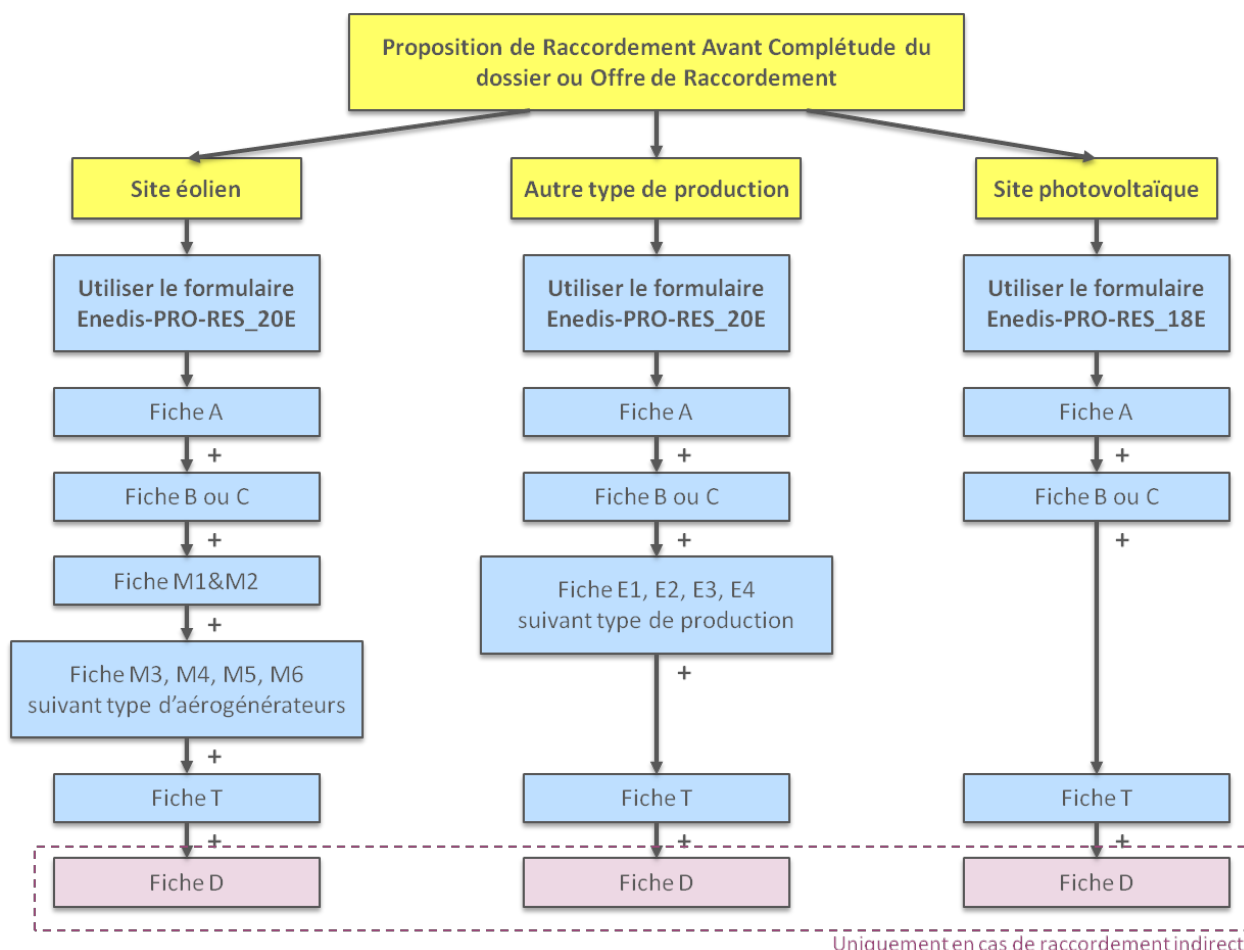 Proposition de Raccordement Avant Complétude du
dossier ou Offre de Raccordement
Site éolien
Autre type de production
Site photovoltaïque
Utiliser le formulaire
Enedis-PRO-RES_20E
Utiliser le formulaire
Enedis-PRO-RES_20E
Utiliser le formulaire
Enedis-PRO-RES_18E
Fiche A
Fiche A
Fiche A
+
+
+
Fiche B ou C
Fiche B ou C
Fiche B ou C
+
+
+
Fiche M1&M2
Fiche E1, E2, E3, E4
suivant type de production
+
Fiche M3, M4, M5, M6
suivant type d’aérogénérateurs
+
+
Fiche T
Fiche T
Fiche T
+
+
+
Fiche D
Fiche D
Fiche D
Uniquement en cas de raccordement indirect